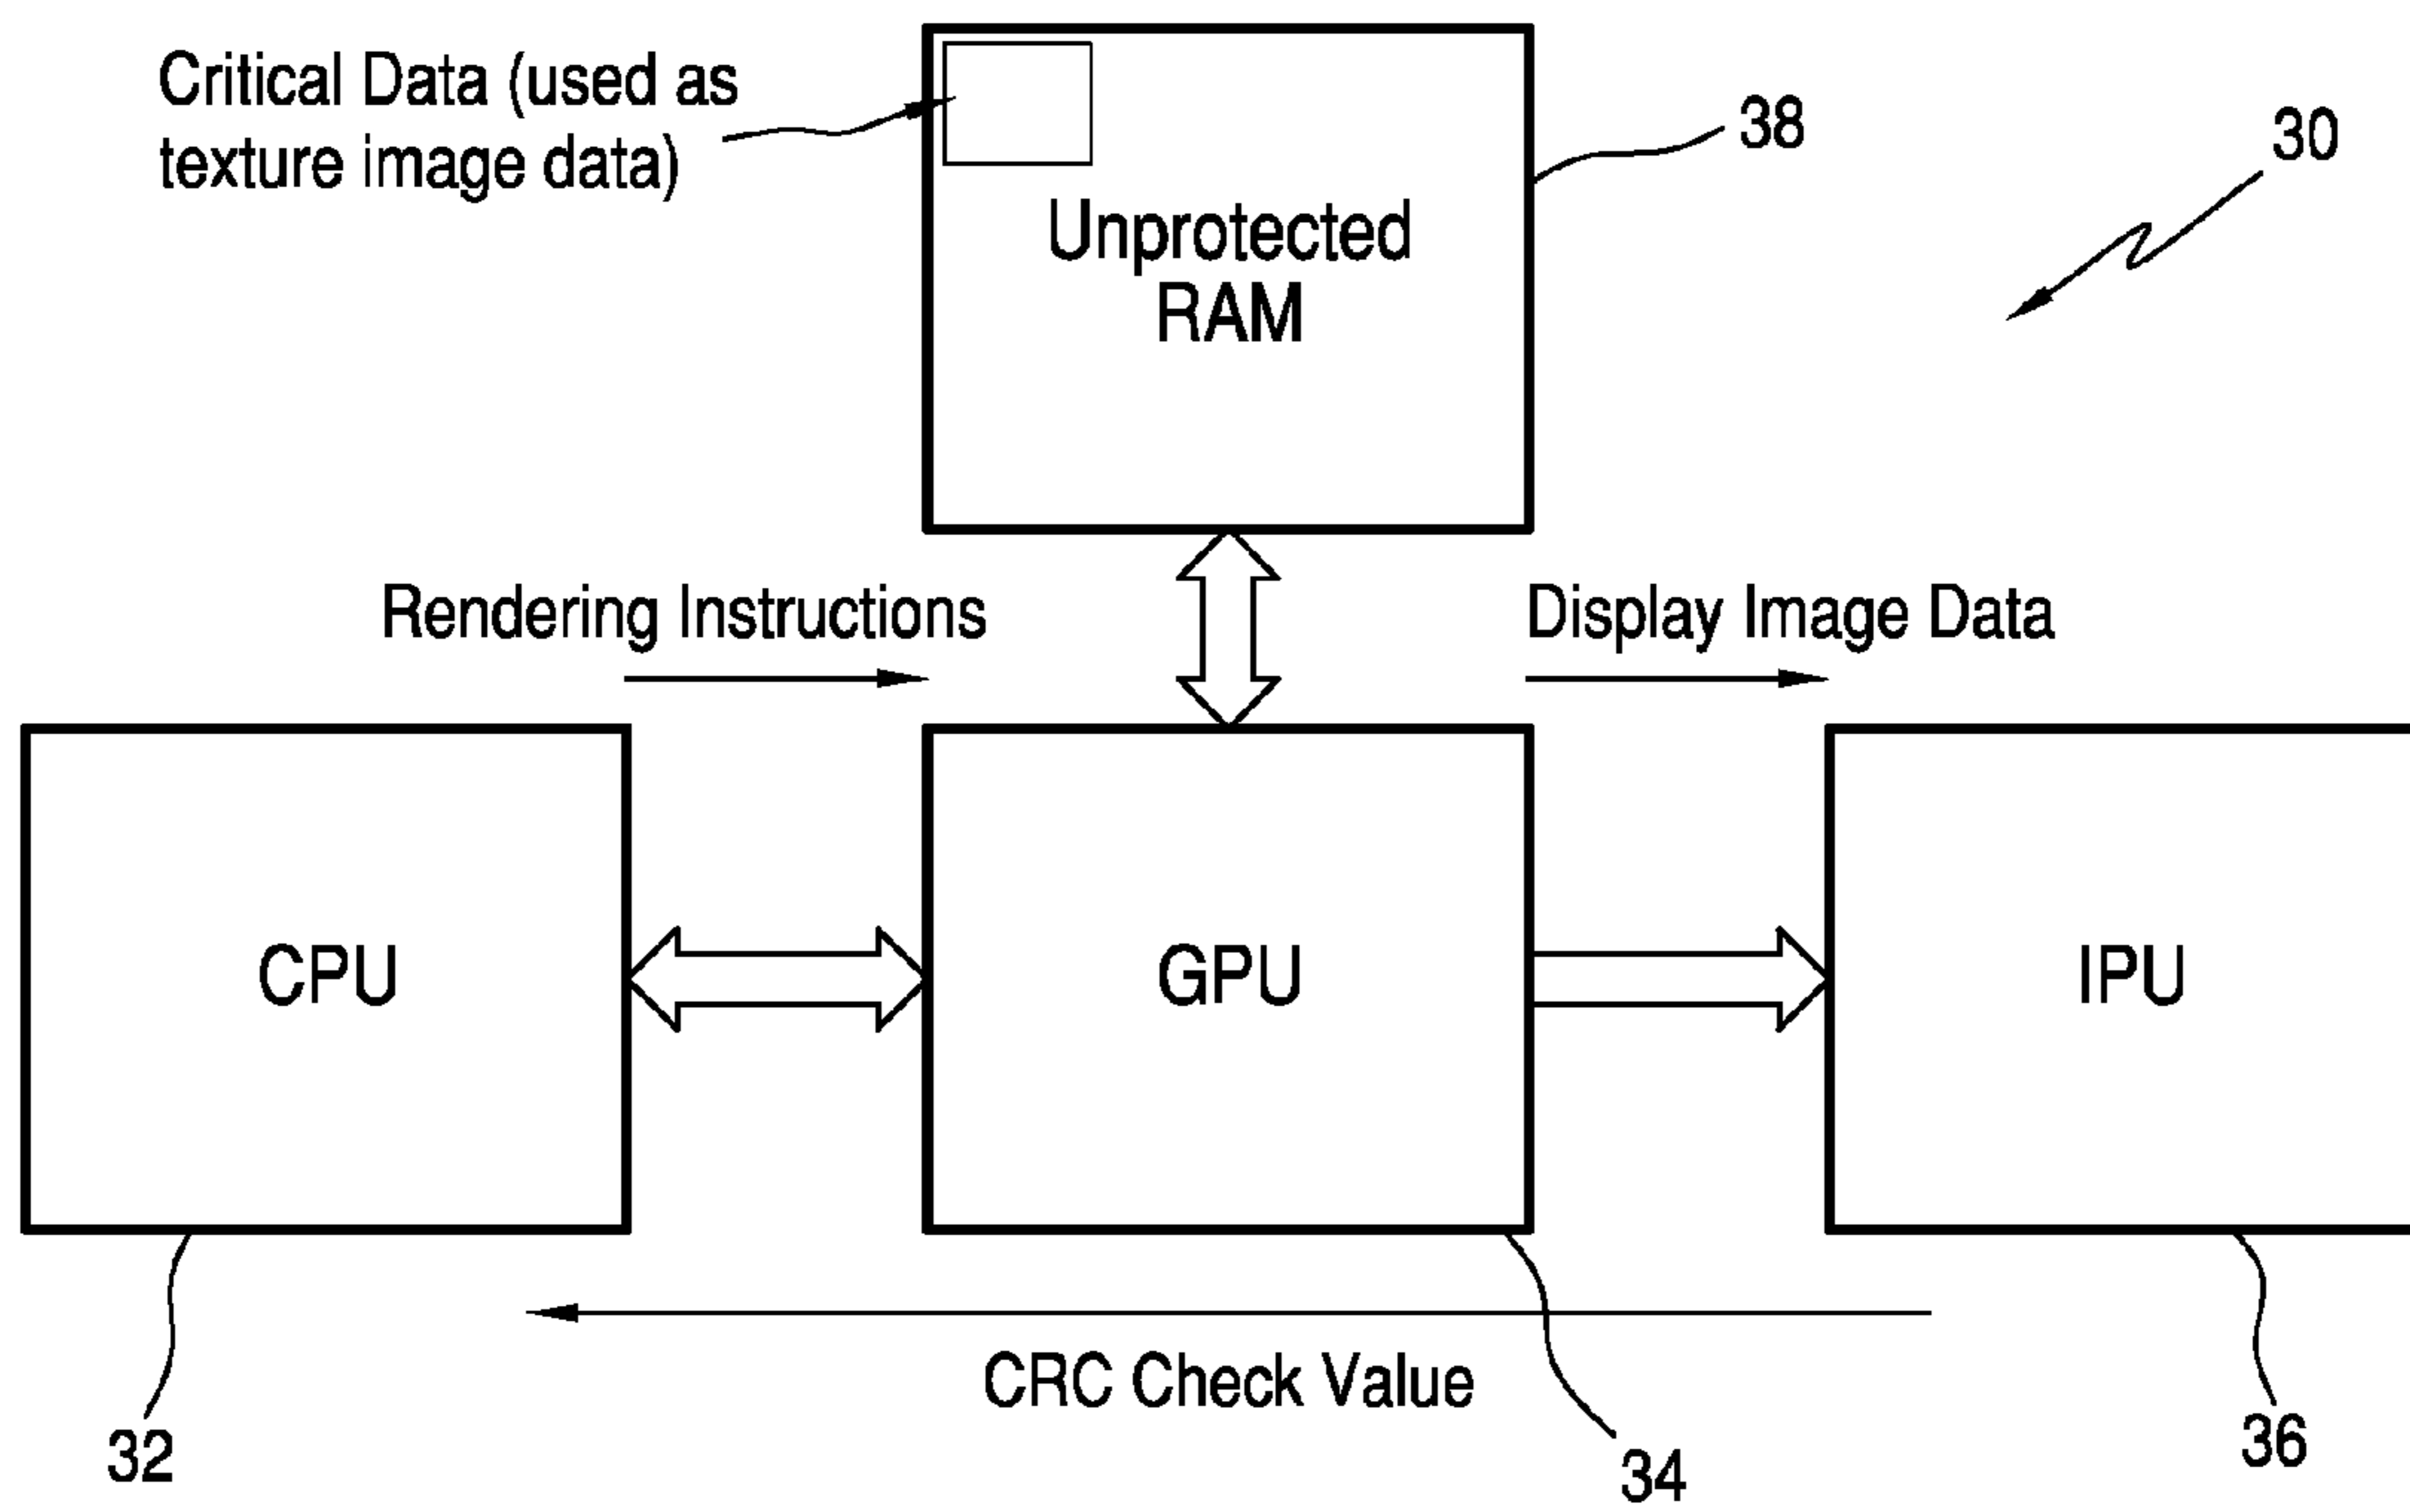 Critical Data (used as
texture image data)
38
30
Unprotected
RAM
Rendering Instructions
Display Image Data
CPU
GPU
IPU
CRC Check Value
32
34
36